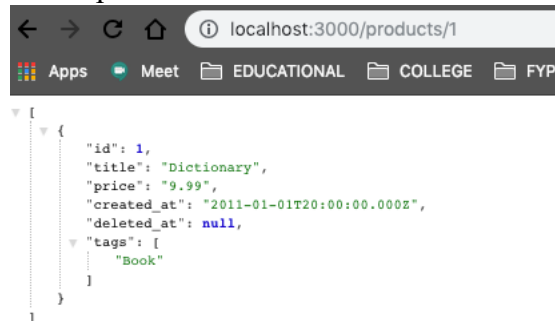 localhost:3000/products/1
Apps Meet EDUCATIONAL COLLEGE FYP
[
{
"id": 1,
"title": "Dictionary",
"price": "9.99",
"created_at": "2011-01-01T20:00:00.000Z",
"deleted_at": null,
"tags": [
"Book"
]
}
]